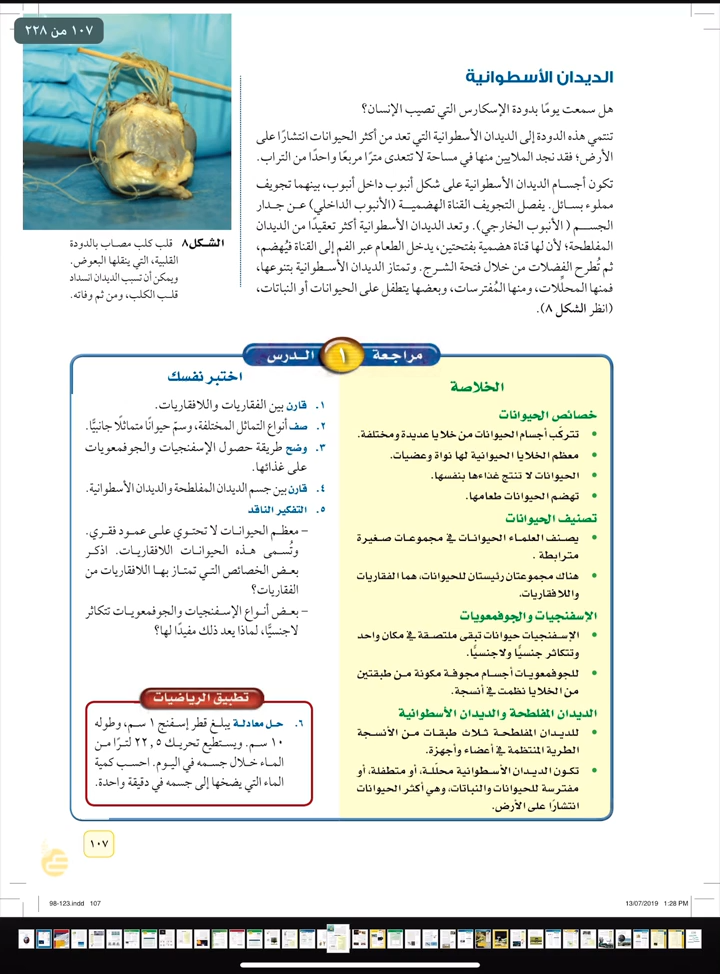 ١٠٧ من ٢٢٨
الديدان الأسطوانية
هل سمعت يومًا بدودة الإسكارس التي تصيب الإنسان؟
تنتمي هذه الدودة إلى الديدان الأسطوانية التي تعد من أكثر الحيوانات انتشارًا على
الأرض؛ فقد نجد الملايين منها في مساحة لا تتعدى مترًا مربعًا واحدًا من التراب.
تكون أجسام الديدان الأسطوانية على شكل أنبوب داخل أنبوب، بينهما تجويف
مملوء بسائل. يفصل التجويف القناة الهضمية (الأنبوب الداخلي) عن جدار
الجسم (الأنبوب الخارجي). وتعد الديدان الأسطوانية أكثر تعقيدًا من الديدان
المفلطحة؛ لأن لها قناة هضمية بفتحتين، يدخل الطعام عبر الفم إلى القناة فيُهضم،
ثم تُطرح الفضلات من خلال فتحة الشرج. وتمتاز الديدان الأسطوانية بتنوعها،
فمنها المحلِّلات، ومنها المُفترسات، وبعضها يتطفل على الحيوانات أو النباتات،
(انظر الشكل ٨).
الشكل٨ قلب كلب مصاب بالدودة
القلبية، التي ينقلها البعوض.
ويمكن أن تسبب الديدان انسداد
قلب الكلب، ومن ثم وفاته.
مراجعة ١ الدرس
الخلاصة
خصائص الحيوانات
• تتركّب أجسام الحيوانات من خلايا عديدة ومختلفة.
• معظم الخلايا الحيوانية لها نواة وعضيات.
• الحيوانات لا تنتج غذاءها بنفسها.
• تهضم الحيوانات طعامها.
تصنيف الحيوانات
• يصنف العلماء الحيوانات في مجموعات صغيرة
مترابطة .
• هناك مجموعتان رئيستان للحيوانات، هما الفقاريات
واللافقاريات.
الإسفنجيات والجوفمعويات
• الإسفنجيات حيوانات تبقى ملتصقة في مكان واحد
وتتكاثر جنسيًّا ولاجنسيًّا.
• للجوفمعويات أجسام مجوفة مكونة من طبقتين
من الخلايا نظمت في أنسجة.
الديدان المفلطحة والديدان الأسطوانية
• للديدان المفلطحة ثلاث طبقات من الأنسجة
الطرية المنتظمة في أعضاء وأجهزة.
• تكون الديدان الأسطوانية محلّلة، أو متطفلة، أو
مفترسة للحيوانات والنباتات، وهي أكثر الحيوانات
انتشارًا على الأرض.
اختبر نفسك
١. قارن بين الفقاريات واللافقاريات.
٢. صف أنواع التماثل المختلفة، وسمّ حيوانًا متماثلًا جانبيًّا.
٣. وضح طريقة حصول الإسفنجيات والجوفمعويات
على غذائها.
٤. قارن بين جسم الديدان المفلطحة والديدان الأسطوانية.
٥. التفكير الناقد
– معظم الحيوانات لا تحتوي على عمود فقري.
وتُسمى هذه الحيوانات اللافقاريات. اذكر
بعض الخصائص التي تمتاز بها اللافقاريات من
الفقاريات؟
– بعض أنواع الإسفنجيات والجوفمعويات تتكاثر
لاجنسيًّا، لماذا يعد ذلك مفيدًا لها؟
تطبيق الرياضيات
٦. حل معادلة يبلغ قطر إسفنج ١ سم، وطوله
١٠ سم. ويستطيع تحريك ٢٢,٥ لترًا من
الماء خلال جسمه في اليوم. احسب كمية
الماء التي يضخها إلى جسمه في دقيقة واحدة.
١٠٧
98-123.indd 107
13/07/2019 1:28 PM